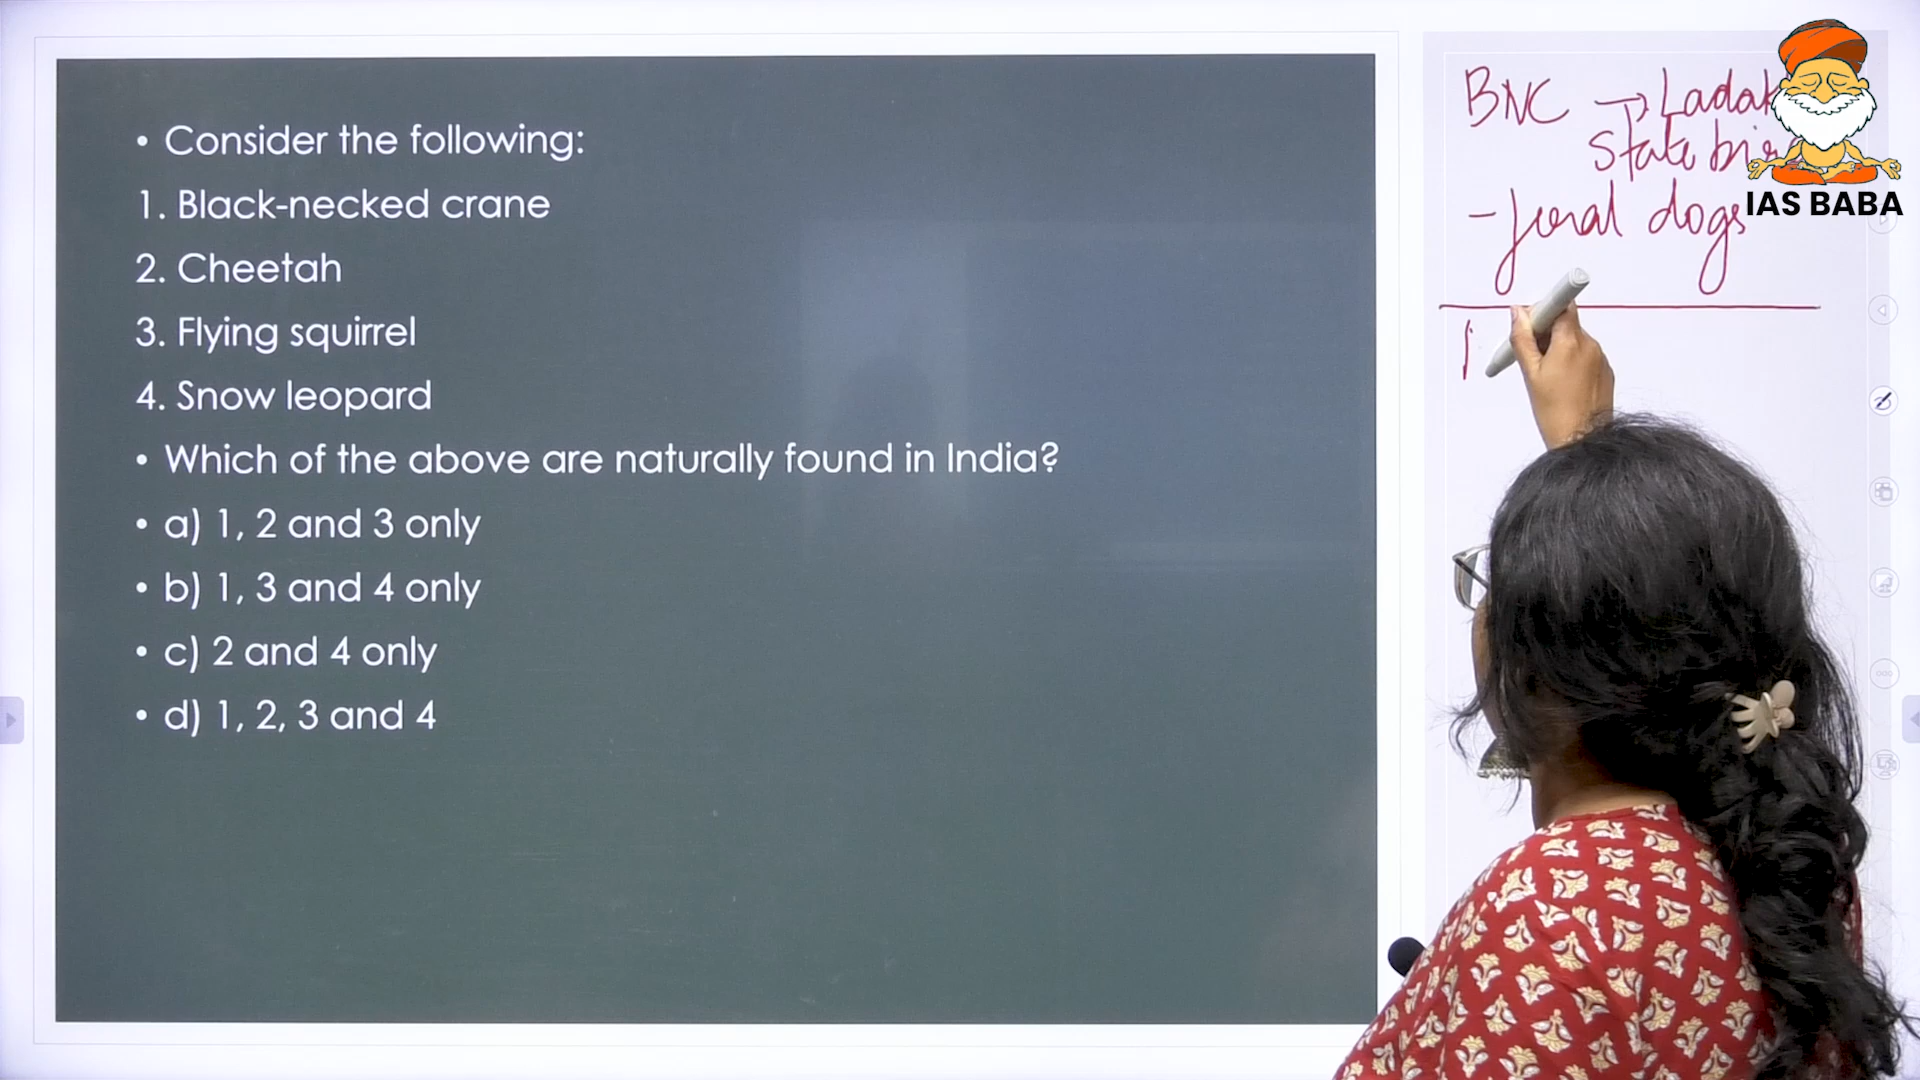 • Consider the following:
1. Black-necked crane
2. Cheetah
3. Flying squirrel
4. Snow leopard
• Which of the above are naturally found in India?
• a) 1, 2 and 3 only
• b) 1, 3 and 4 only
• c) 2 and 4 only
• d) 1, 2, 3 and 4
BNC → Ladak
State bir
- feral dogs
IAS BABA